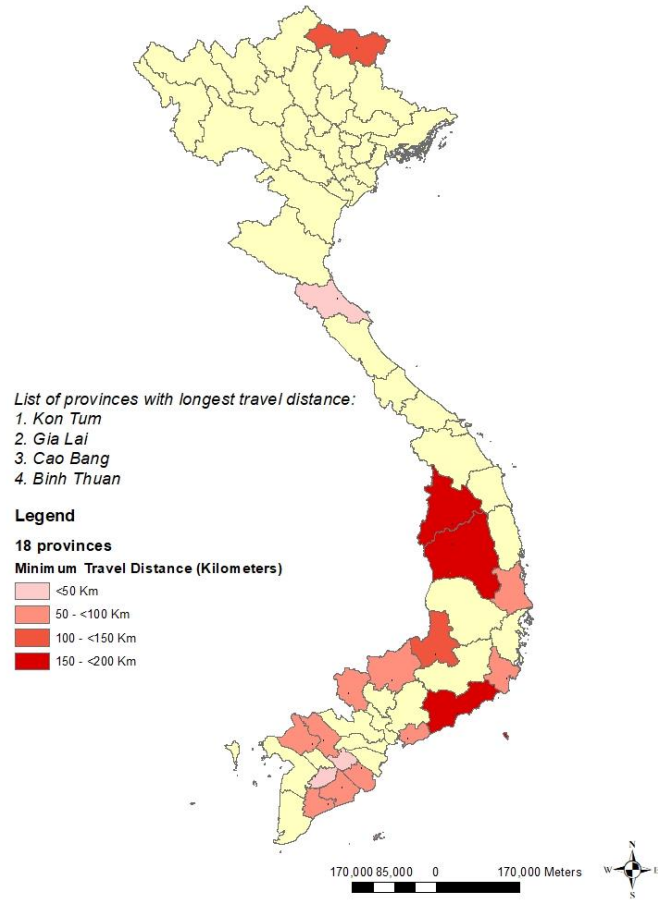 List of provinces with longest travel distance:
1. Kon Tum
2. Gia Lai
3. Cao Bang
4. Binh Thuan
Legend
18 provinces
Minimum Travel Distance (Kilometers)
<50 Km
50 - <100 Km
100 - <150 Km
150 - <200 Km
N
W E
S
170,000 85,000 0 170,000 Meters